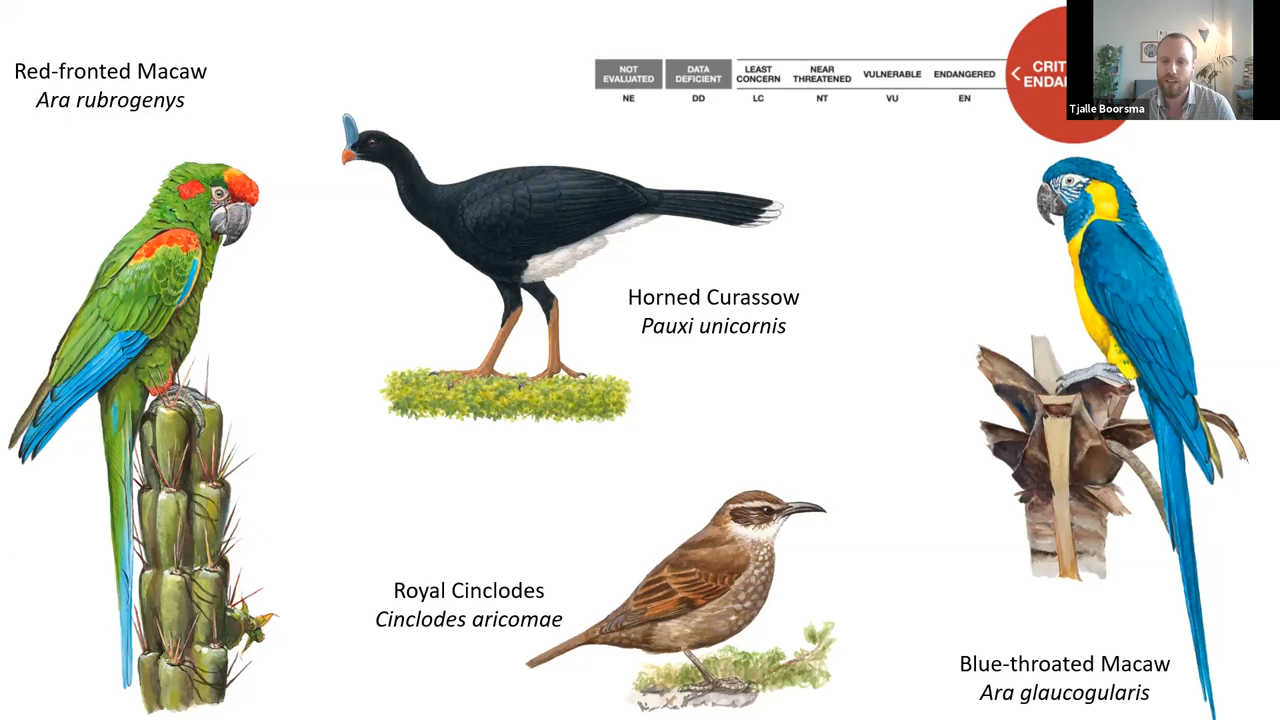 Red-fronted Macaw
Ara rubrogenys
NOT EVALUATED
DATA DEFICIENT
LEAST CONCERN
NEAR THREATENED
VULNERABLE
ENDANGERED
NE
DD
LC
NT
VU
EN
Tjalle Boorsma
Horned Curassow
Pauxi unicornis
Royal Cinclodes
Cinclodes aricomae
Blue-throated Macaw
Ara glaucogularis